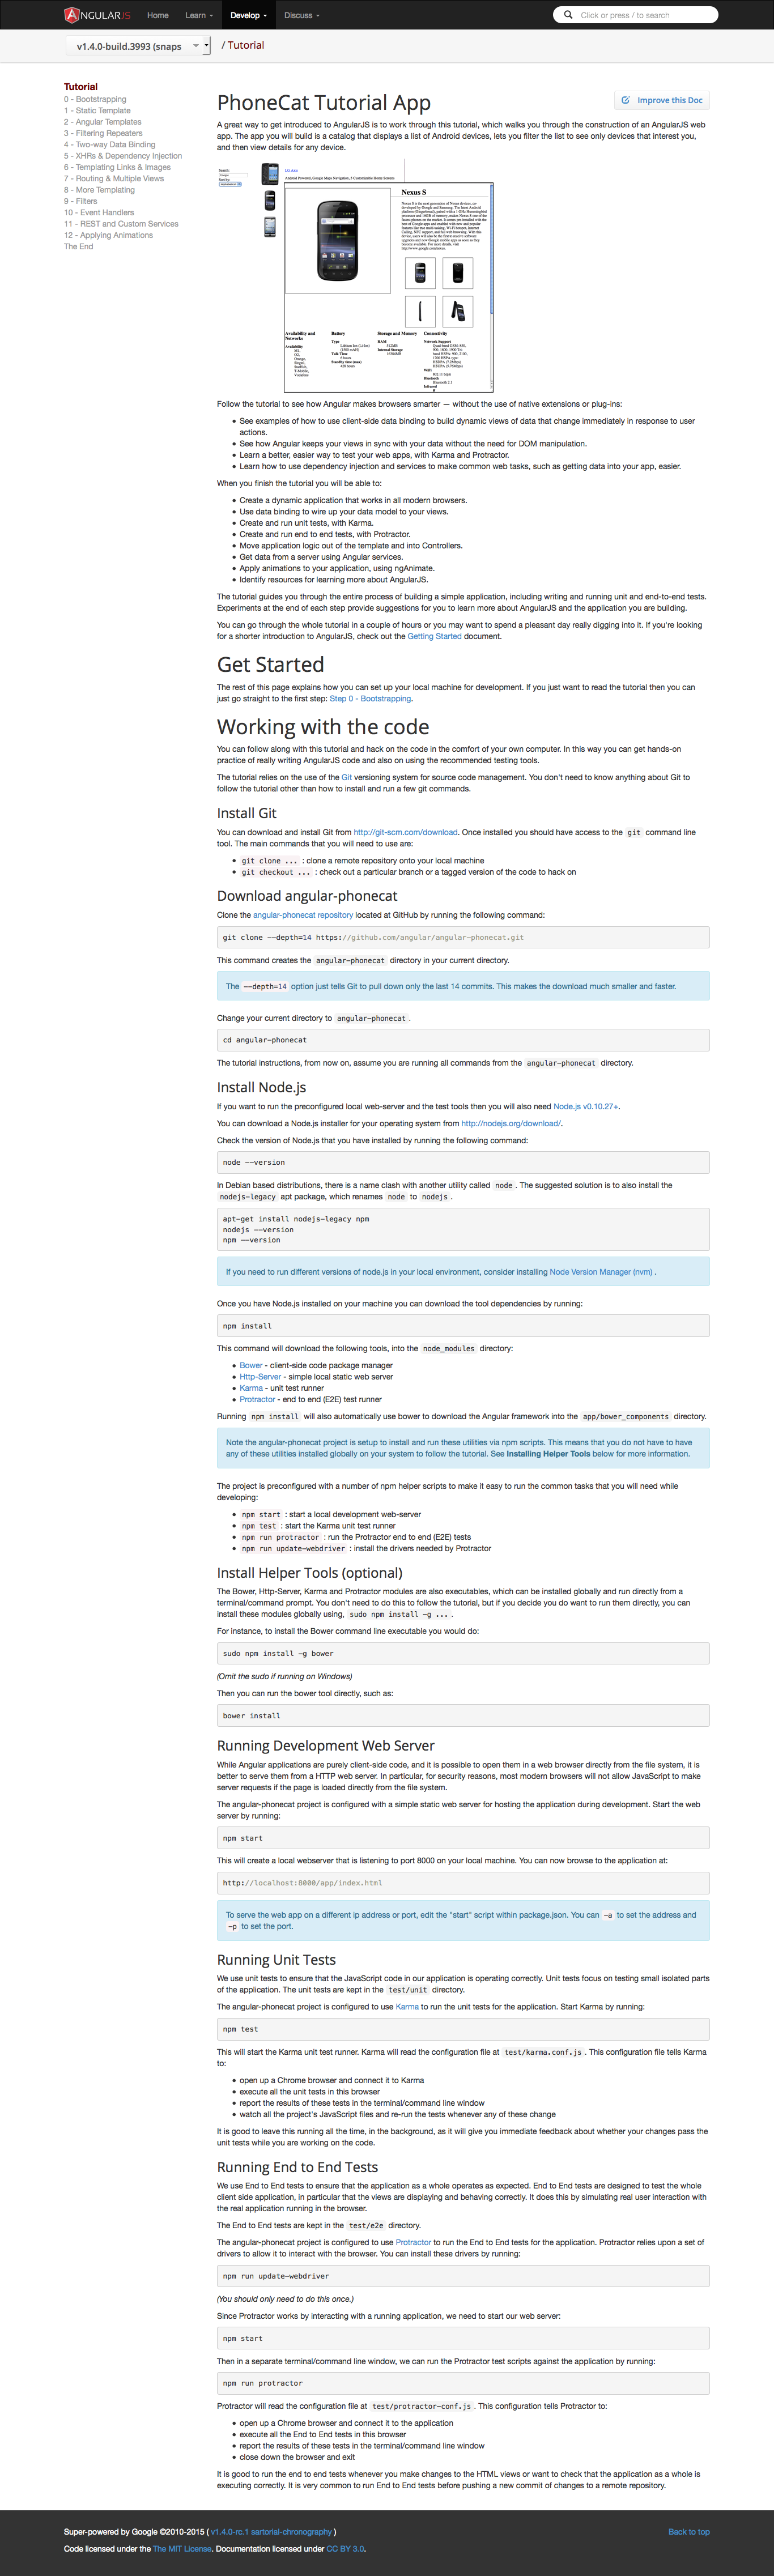 ANGULARJS Home Learn Develop Discuss Click or press / to search
v1.4.0-build.3993 (snaps / Tutorial
Tutorial
0 - Bootstrapping
1 - Static Template
2 - Angular Templates
3 - Filtering Repeaters
4 - Two-way Data Binding
5 - XHRs & Dependency Injection
6 - Templating Links & Images
7 - Routing & Multiple Views
8 - More Templating
9 - Filters
10 - Event Handlers
11 - REST and Custom Services
12 - Applying Animations
The End
PhoneCat Tutorial App
Improve this Doc
A great way to get introduced to AngularJS is to work through this tutorial, which walks you through the construction of an AngularJS web
app. The app you will build is a catalog that displays a list of Android devices, lets you filter the list to see only devices that interest you,
and then view details for any device.
Nexus S
Availability and Networks
Battery
Storage and Memory
Connectivity
Follow the tutorial to see how Angular makes browsers smarter — without the use of native extensions or plug-ins:
See examples of how to use client-side data binding to build dynamic views of data that change immediately in response to user
actions.
See how Angular keeps your views in sync with your data without the need for DOM manipulation.
Learn a better, easier way to test your web apps, with Karma and Protractor.
Learn how to use dependency injection and services to make common web tasks, such as getting data into your app, easier.
When you finish the tutorial you will be able to:
Create a dynamic application that works in all modern browsers.
Use data binding to wire up your data model to your views.
Create and run unit tests, with Karma.
Create and run end to end tests, with Protractor.
Move application logic out of the template and into Controllers.
Get data from a server using Angular services.
Apply animations to your application, using ngAnimate.
Identify resources for learning more about AngularJS.
The tutorial guides you through the entire process of building a simple application, including writing and running unit and end-to-end tests.
Experiments at the end of each step provide suggestions for you to learn more about AngularJS and the application you are building.
You can go through the whole tutorial in a couple of hours or you may want to spend a pleasant day really digging into it. If you're looking
for a shorter introduction to AngularJS, check out the Getting Started document.
Get Started
The rest of this page explains how you can set up your local machine for development. If you just want to read the tutorial then you can
just go straight to the first step: Step 0 - Bootstrapping.
Working with the code
You can follow along with this tutorial and hack on the code in the comfort of your own computer. In this way you can get hands-on
practice of really writing AngularJS code and also on using the recommended testing tools.
The tutorial relies on the use of the Git versioning system for source code management. You don't need to know anything about Git to
follow the tutorial other than how to install and run a few git commands.
Install Git
You can download and install Git from http://git-scm.com/download. Once installed you should have access to the git command line
tool. The main commands that you will need to use are:
git clone ... : clone a remote repository onto your local machine
git checkout ... : check out a particular branch or a tagged version of the code to hack on
Download angular-phonecat
Clone the angular-phonecat repository located at GitHub by running the following command:
git clone --depth=14 https://github.com/angular/angular-phonecat.git
This command creates the angular-phonecat directory in your current directory.
The --depth=14 option just tells Git to pull down only the last 14 commits. This makes the download much smaller and faster.
Change your current directory to angular-phonecat.
cd angular-phonecat
The tutorial instructions, from now on, assume you are running all commands from the angular-phonecat directory.
Install Node.js
If you want to run the preconfigured local web-server and the test tools then you will also need Node.js v0.10.27+.
You can download a Node.js installer for your operating system from http://nodejs.org/download/.
Check the version of Node.js that you have installed by running the following command:
node --version
In Debian based distributions, there is a name clash with another utility called node. The suggested solution is to also install the
nodejs-legacy apt package, which renames node to nodejs.
apt-get install nodejs-legacy npm
nodejs --version
npm --version
If you need to run different versions of node.js in your local environment, consider installing Node Version Manager (nvm) .
Once you have Node.js installed on your machine you can download the tool dependencies by running:
npm install
This command will download the following tools, into the node_modules directory:
Bower - client-side code package manager
Http-Server - simple local static web server
Karma - unit test runner
Protractor - end to end (E2E) test runner
Running npm install will also automatically use bower to download the Angular framework into the app/bower_components directory.
Note the angular-phonecat project is setup to install and run these utilities via npm scripts. This means that you do not have to have
any of these utilities installed globally on your system to follow the tutorial. See Installing Helper Tools below for more information.
The project is preconfigured with a number of npm helper scripts to make it easy to run the common tasks that you will need while
developing:
npm start : start a local development web-server
npm test : start the Karma unit test runner
npm run protractor : run the Protractor end to end (E2E) tests
npm run update-webdriver : install the drivers needed by Protractor
Install Helper Tools (optional)
The Bower, Http-Server, Karma and Protractor modules are also executables, which can be installed globally and run directly from a
terminal/command prompt. You don't need to do this to follow the tutorial, but if you decide you do want to run them directly, you can
install these modules globally using, sudo npm install -g ....
For instance, to install the Bower command line executable you would do:
sudo npm install -g bower
(Omit the sudo if running on Windows)
Then you can run the bower tool directly, such as:
bower install
Running Development Web Server
While Angular applications are purely client-side code, and it is possible to open them in a web browser directly from the file system, it is
better to serve them from a HTTP web server. In particular, for security reasons, most modern browsers will not allow JavaScript to make
server requests if the page is loaded directly from the file system.
The angular-phonecat project is configured with a simple static web server for hosting the application during development. Start the web
server by running:
npm start
This will create a local webserver that is listening to port 8000 on your local machine. You can now browse to the application at:
http://localhost:8000/app/index.html
To serve the web app on a different ip address or port, edit the "start" script within package.json. You can -a to set the address and
-p to set the port.
Running Unit Tests
We use unit tests to ensure that the JavaScript code in our application is operating correctly. Unit tests focus on testing small isolated parts
of the application. The unit tests are kept in the test/unit directory.
The angular-phonecat project is configured to use Karma to run the unit tests for the application. Start Karma by running:
npm test
This will start the Karma unit test runner. Karma will read the configuration file at test/karma.conf.js. This configuration file tells Karma
to:
open up a Chrome browser and connect it to Karma
execute all the unit tests in this browser
report the results of these tests in the terminal/command line window
watch all the project's JavaScript files and re-run the tests whenever any of these change
It is good to leave this running all the time, in the background, as it will give you immediate feedback about whether your changes pass the
unit tests while you are working on the code.
Running End to End Tests
We use End to End tests to ensure that the application as a whole operates as expected. End to End tests are designed to test the whole
client side application, in particular that the views are displaying and behaving correctly. It does this by simulating real user interaction with
the real application running in the browser.
The End to End tests are kept in the test/e2e directory.
The angular-phonecat project is configured to use Protractor to run the End to End tests for the application. Protractor relies upon a set of
drivers to allow it to interact with the browser. You can install these drivers by running:
npm run update-webdriver
(You should only need to do this once.)
Since Protractor works by interacting with a running application, we need to start our web server:
npm start
Then in a separate terminal/command line window, we can run the Protractor test scripts against the application by running:
npm run protractor
Protractor will read the configuration file at test/protractor-conf.js. This configuration tells Protractor to:
open up a Chrome browser and connect it to the application
execute all the End to End tests in this browser
report the results of these tests in the terminal/command line window
close down the browser and exit
It is good to run the end to end tests whenever you make changes to the HTML views or want to check that the application as a whole is
executing correctly. It is very common to run End to End tests before pushing a new commit of changes to a remote repository.
Super-powered by Google ©2010-2015 ( v1.4.0-rc.1 sartorial-chronography )
Back to top
Code licensed under the The MIT License. Documentation licensed under CC BY 3.0.